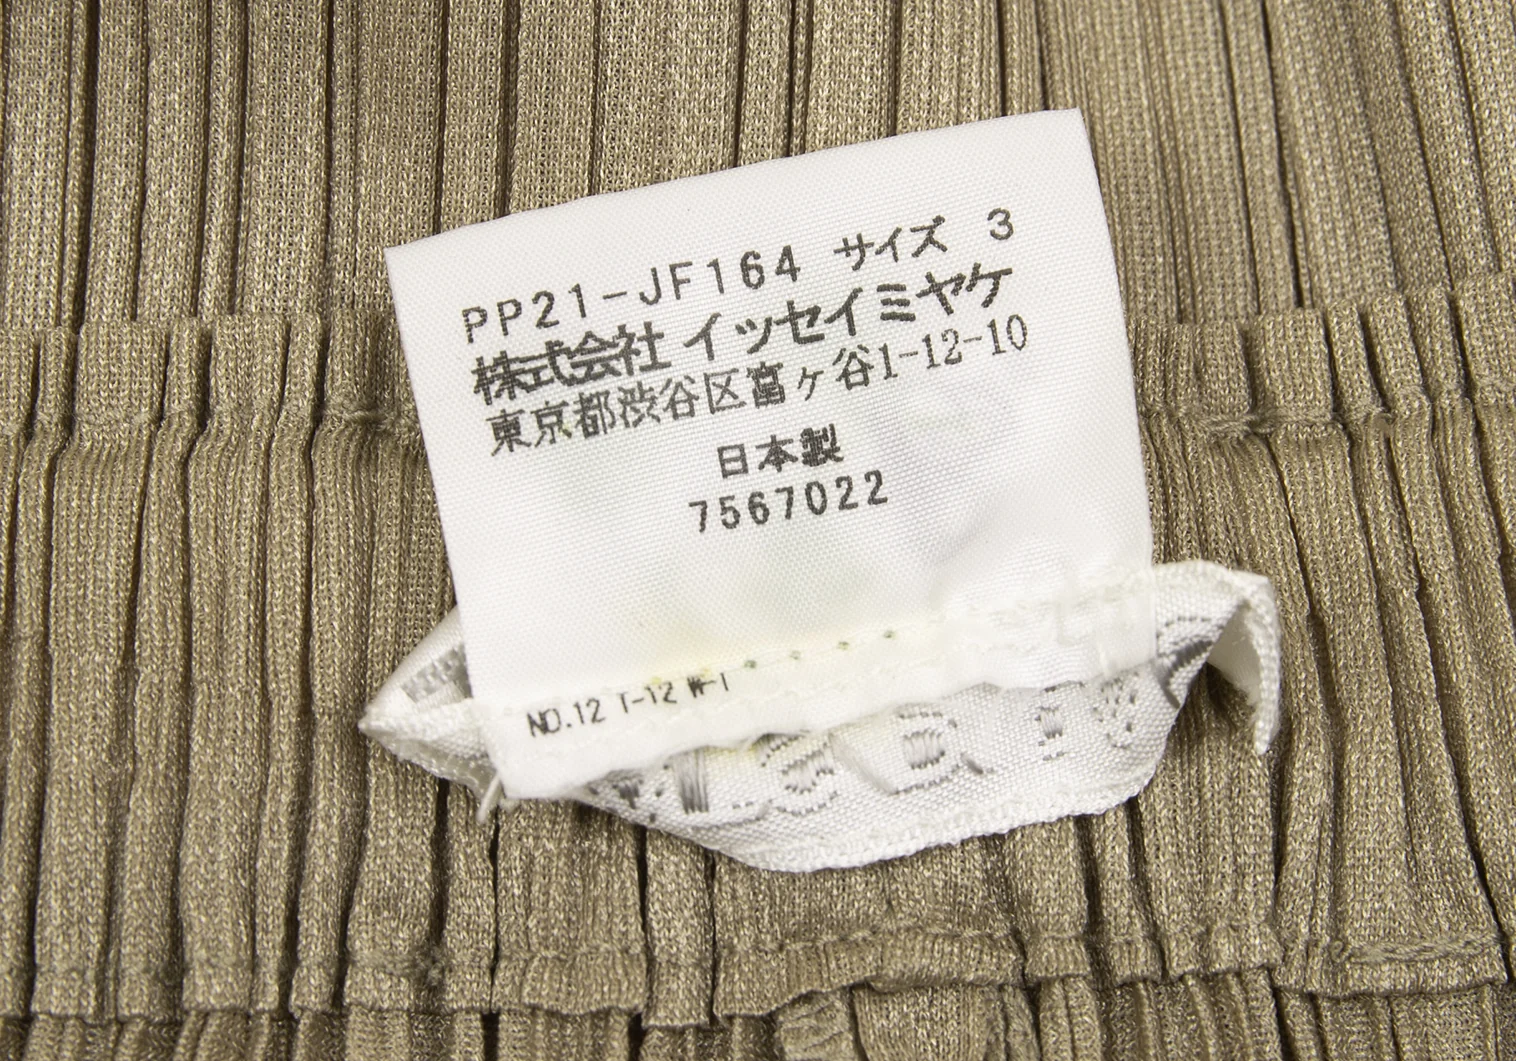 PP21-JF164 サイズ 3
株式会社 イッセイミヤケ
東京都渋谷区富ヶ谷1-12-10
日本製
7567022
NO.12 T-12 W-1